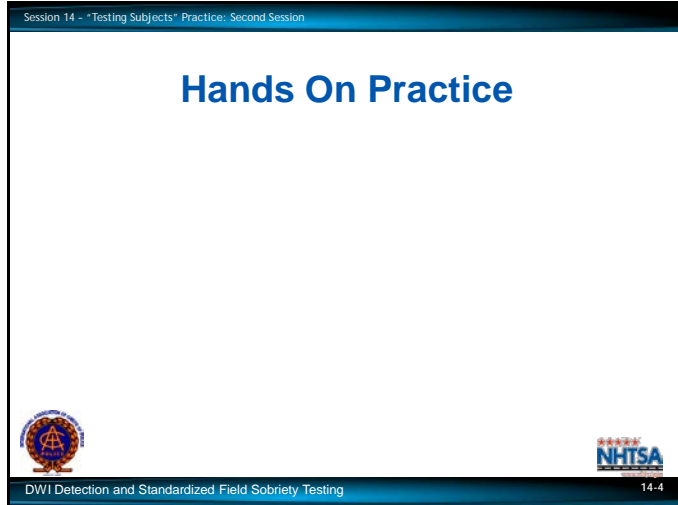 Session 14 – "Testing Subjects" Practice: Second Session
Hands On Practice
NHTSA
DWI Detection and Standardized Field Sobriety Testing
14-4